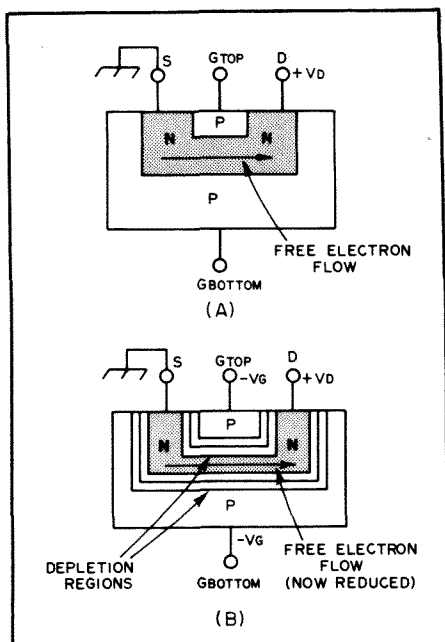 S GTOP D
+VD
P
N N
P
FREE ELECTRON
FLOW
GBOTTOM
(A)
S GTOP D
-VG +VD
P
N N
P
-VG
DEPLETION
REGIONS
FREE ELECTRON
FLOW
(NOW REDUCED)
GBOTTOM
(B)